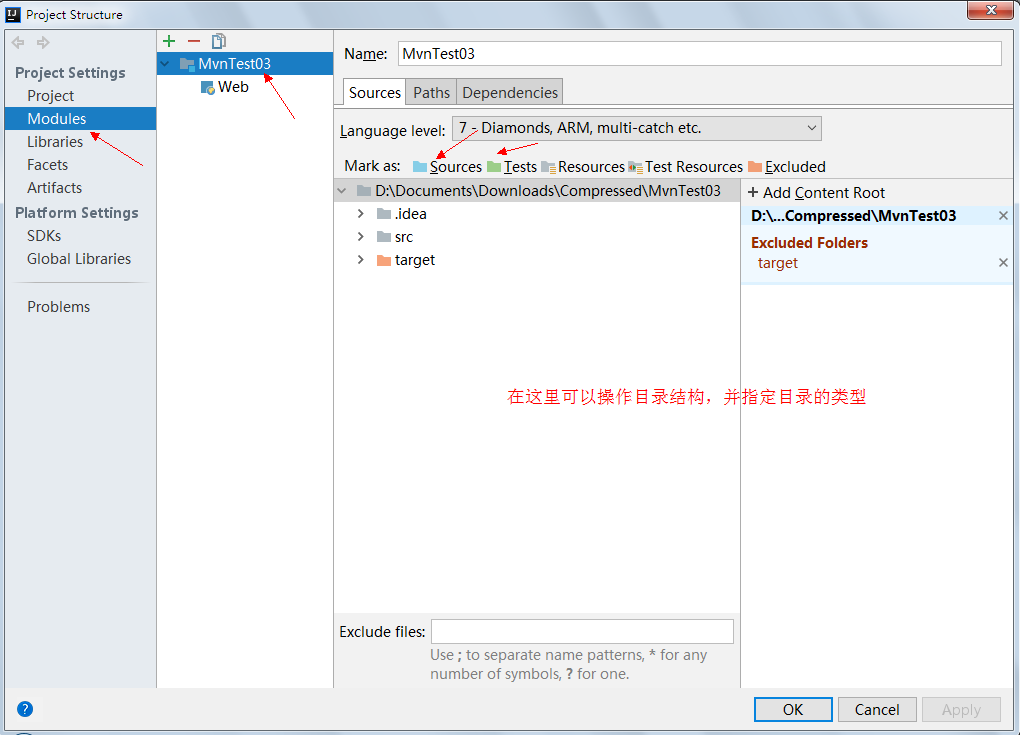 Project Structure
Project Settings
Project
Modules
Libraries
Facets
Artifacts
Platform Settings
SDKs
Global Libraries
Problems
MvnTest03
Web
Name: MvnTest03
Sources Paths Dependencies
Language level: 7 - Diamonds, ARM, multi-catch etc.
Mark as: Sources Tests Resources Test Resources Excluded
D:\Documents\Downloads\Compressed\MvnTest03
.idea
src
target
+ Add Content Root
D:\...Compressed\MvnTest03
Excluded Folders
target
在这里可以操作目录结构，并指定目录的类型
Exclude files:
Use ; to separate name patterns, * for any
number of symbols, ? for one.
OK Cancel Apply